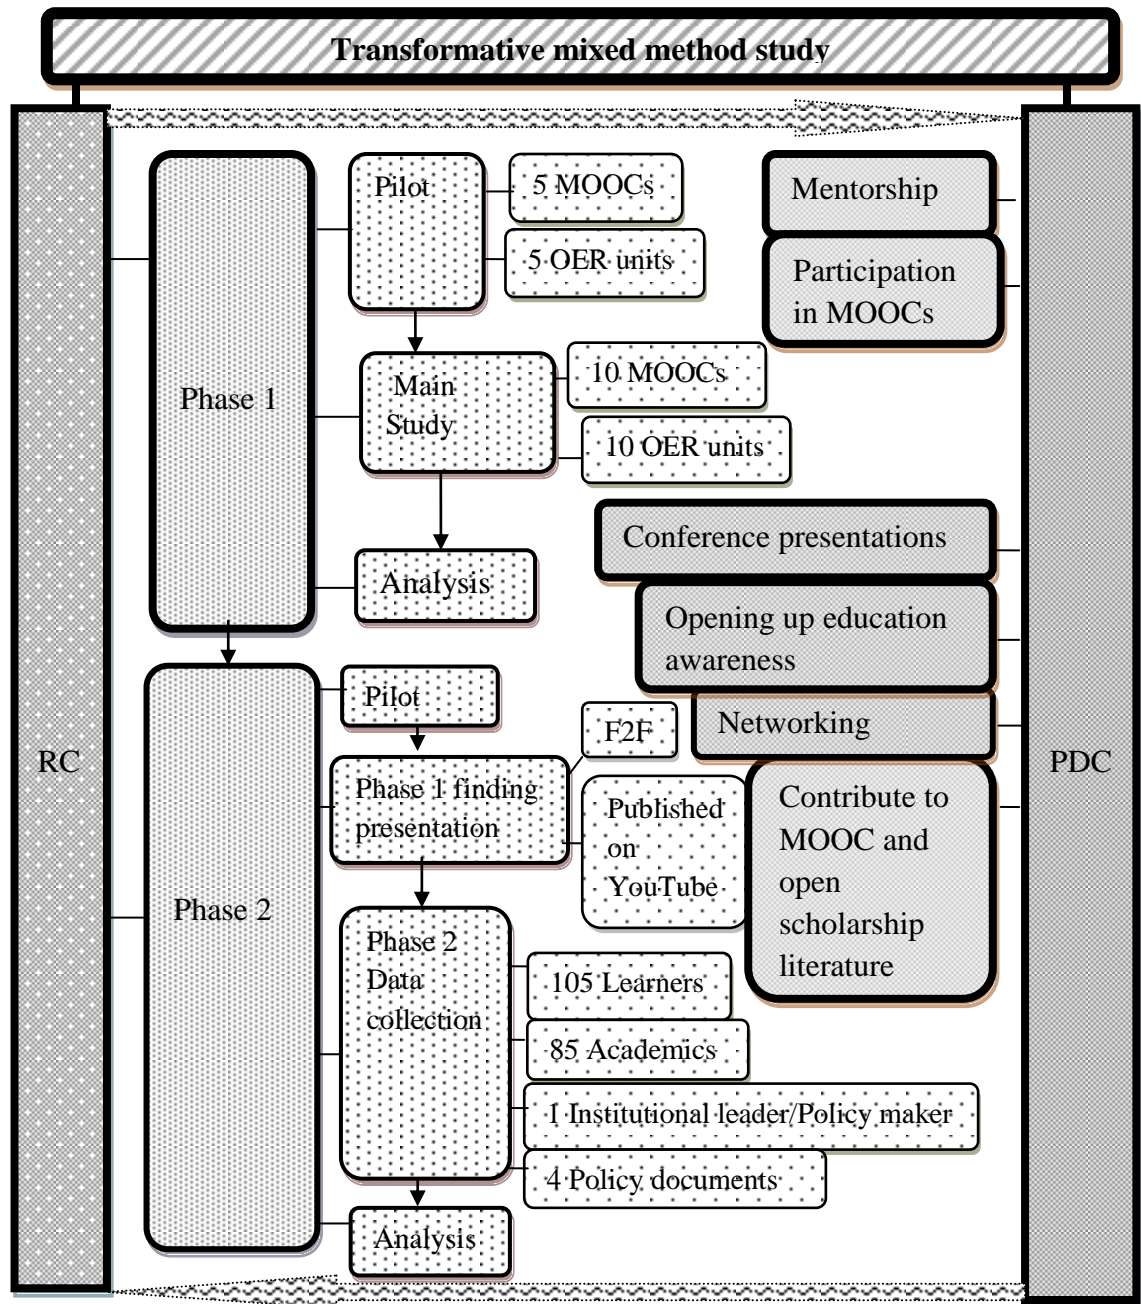 Transformative mixed method study
RC
Phase 1
Pilot
5 MOOCs
5 OER units
Main
Study
10 MOOCs
10 OER units
Analysis
Phase 2
Pilot
Phase 1 finding
presentation
F2F
Published
on
YouTube
Phase 2
Data
collection
105 Learners
85 Academics
1 Institutional leader/Policy maker
4 Policy documents
Analysis
Mentorship
Participation
in MOOCs
Conference presentations
Opening up education
awareness
Networking
Contribute to
MOOC and
open
scholarship
literature
PDC